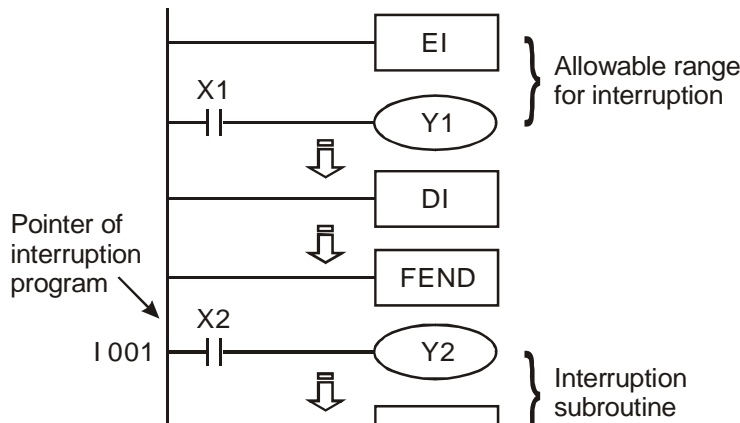 EI
Allowable range
for interruption
X1
Y1
DI
Pointer of
interruption
program
FEND
X2
I 001
Y2
Interruption
subroutine